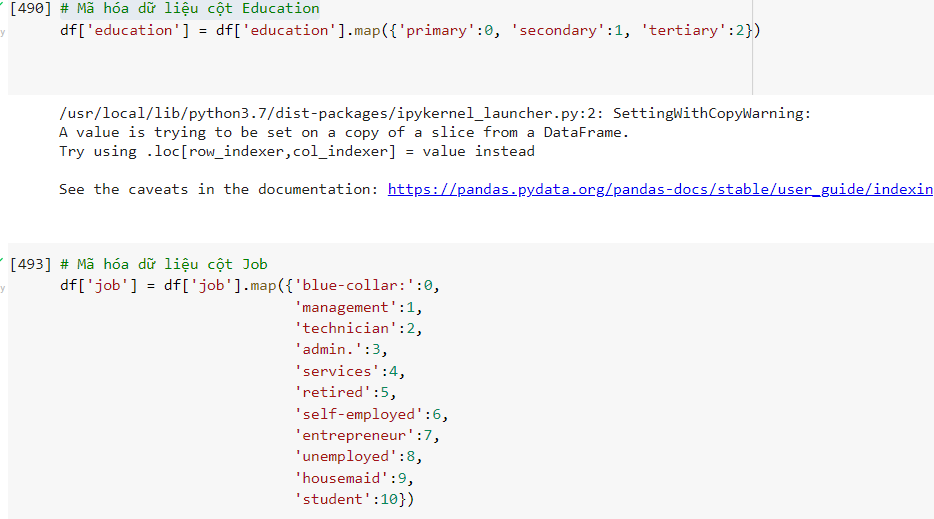 [490] # Mã hóa dữ liệu cột Education
df['education'] = df['education'].map({'primary':0, 'secondary':1, 'tertiary':2})
/usr/local/lib/python3.7/dist-packages/ipykernel_launcher.py:2: SettingWithCopyWarning:
A value is trying to be set on a copy of a slice from a DataFrame.
Try using .loc[row_indexer,col_indexer] = value instead
See the caveats in the documentation: https://pandas.pydata.org/pandas-docs/stable/user_guide/indexin
[493] # Mã hóa dữ liệu cột Job
df['job'] = df['job'].map({'blue-collar:':0,
'management':1,
'technician':2,
'admin.':3,
'services':4,
'retired':5,
'self-employed':6,
'entrepreneur':7,
'unemployed':8,
'housemaid':9,
'student':10})